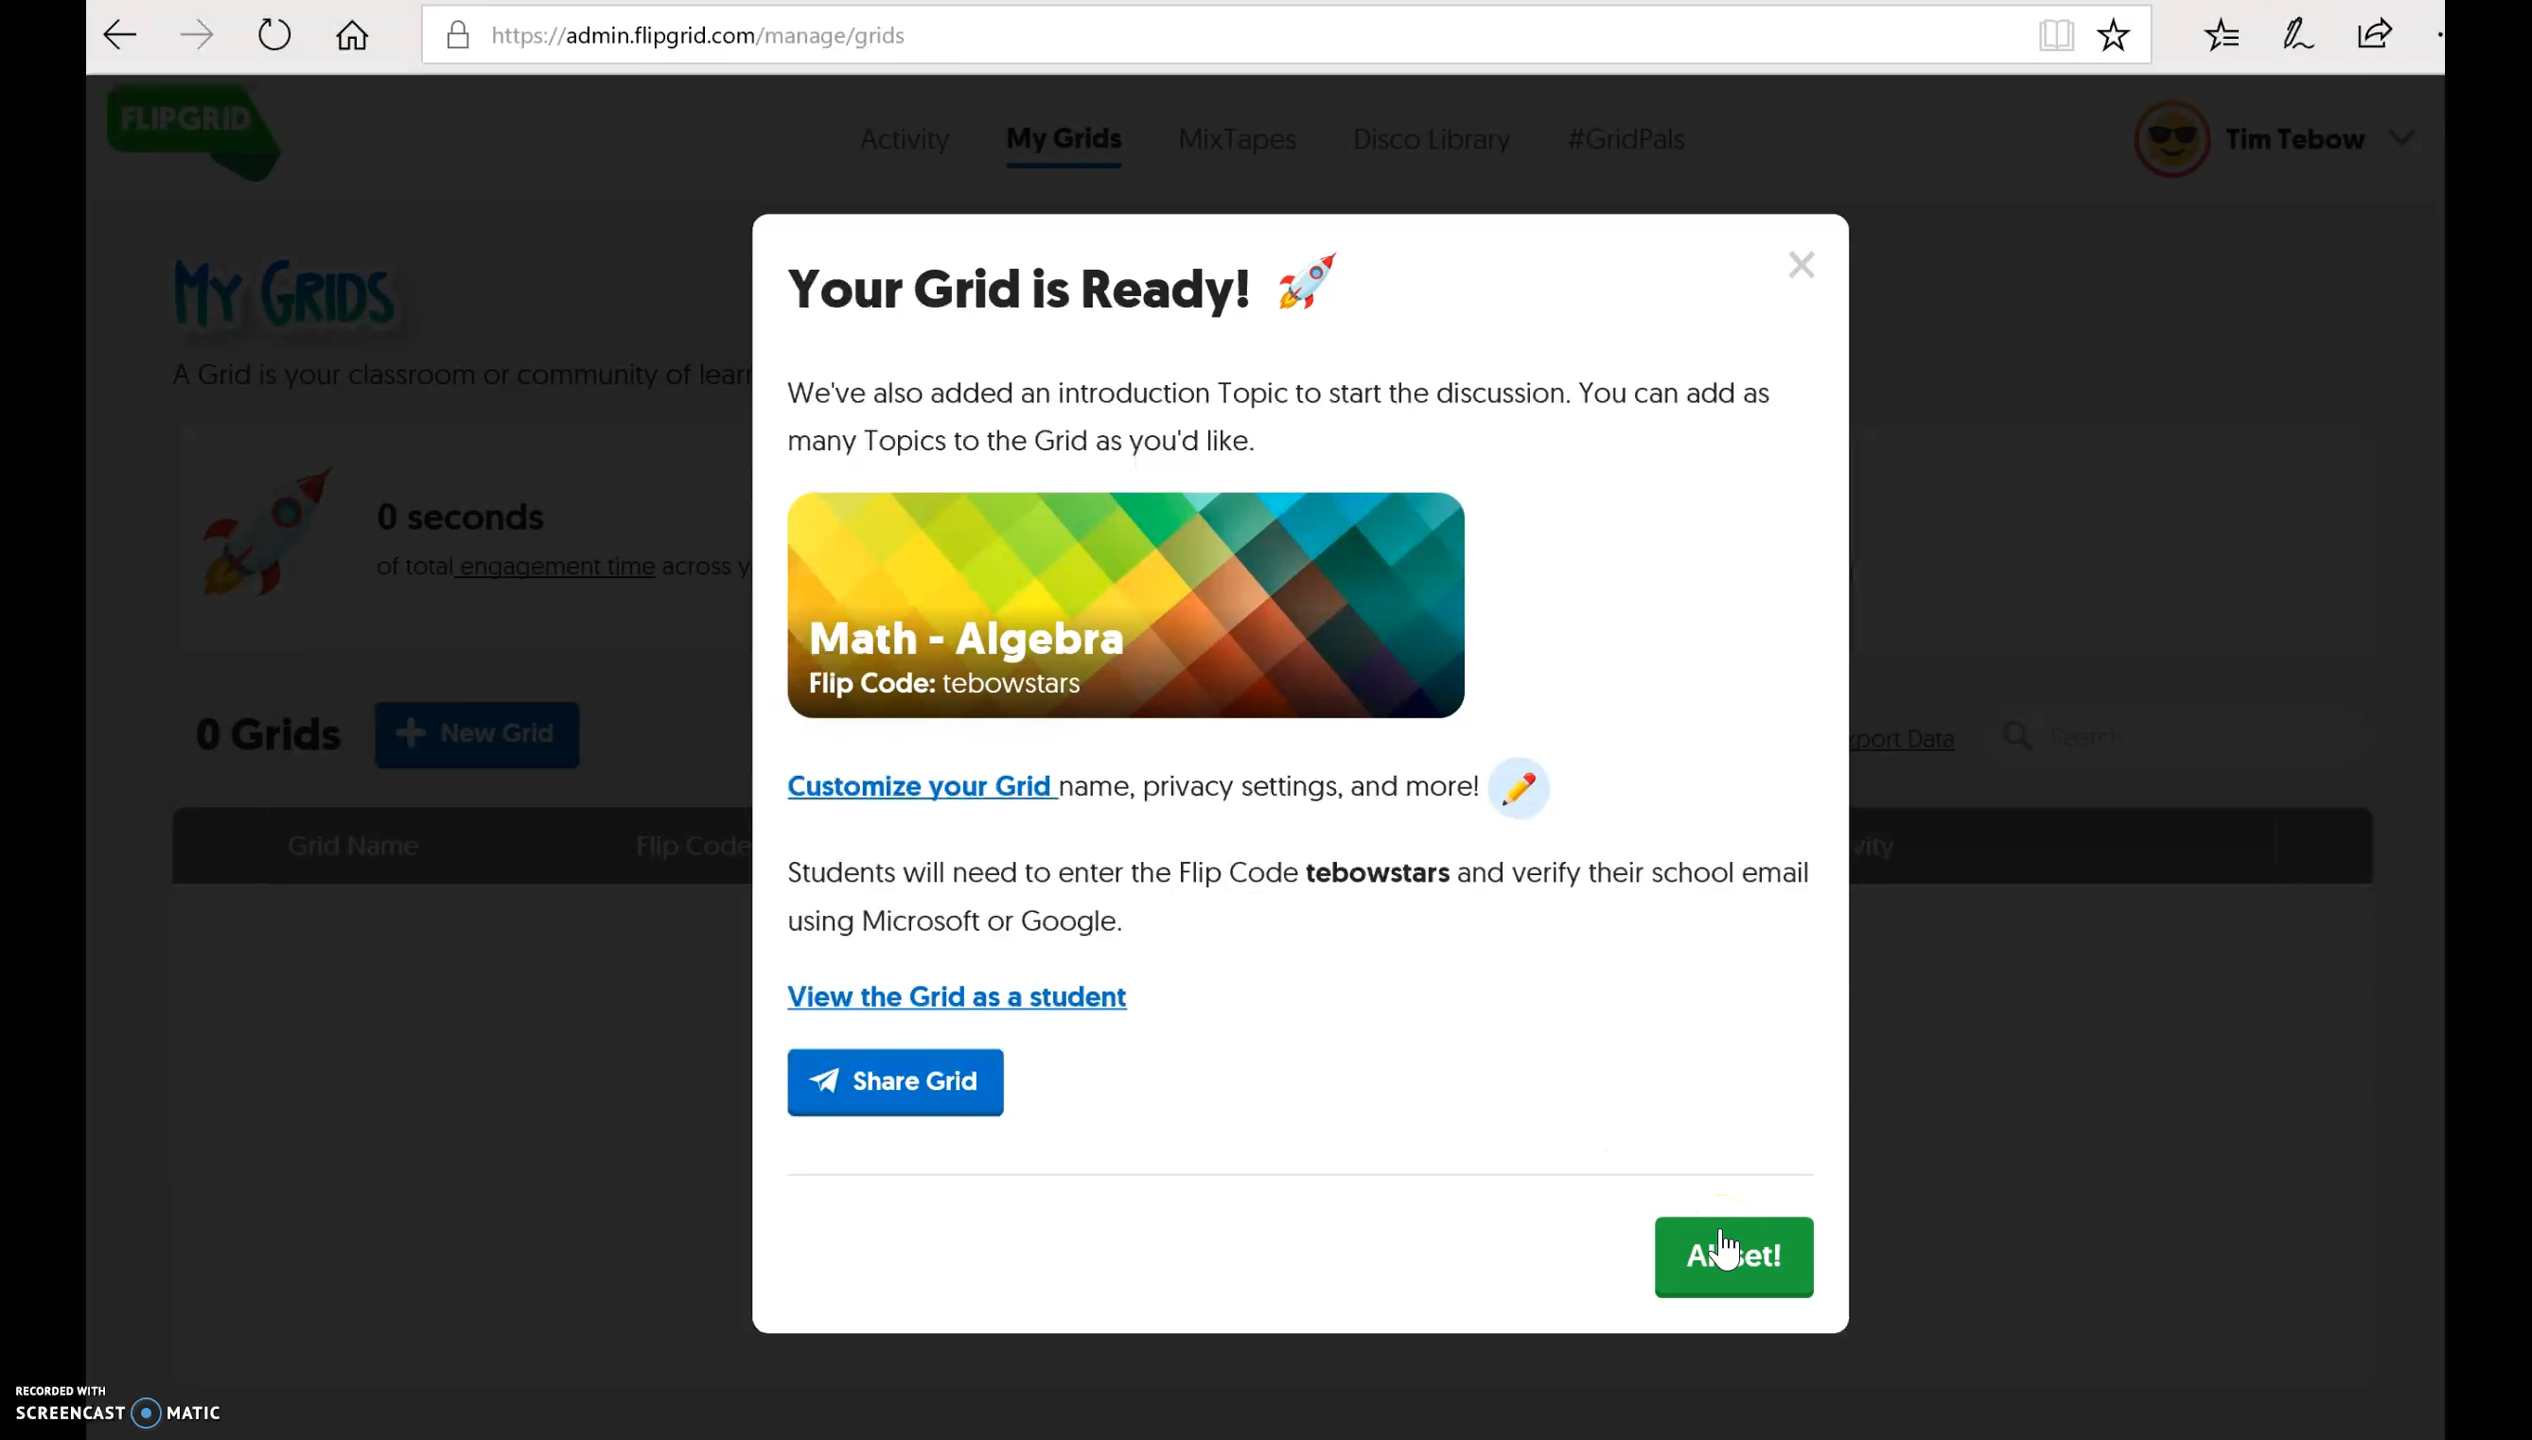 https://admin.flipgrid.com/manage/grids
FLIPGRID
Activity
My Grids
MixTapes
Disco Library
#GridPals
Tim Tebow
My Grids
A Grid is your classroom or community of
0 seconds
of total engagement time across
0 Grids
New Grid
Data
Search
Grid Name
Flip Code
Your Grid is Ready!
We've also added an introduction Topic to start the discussion. You can add as
many Topics to the Grid as you'd like.
Math - Algebra
Flip Code: tebowstars
Customize your Grid name, privacy settings, and more!
Students will need to enter the Flip Code tebowstars and verify their school email
using Microsoft or Google.
View the Grid as a student
Share Grid
RECORDED WITH
SCREENCAST MATIC